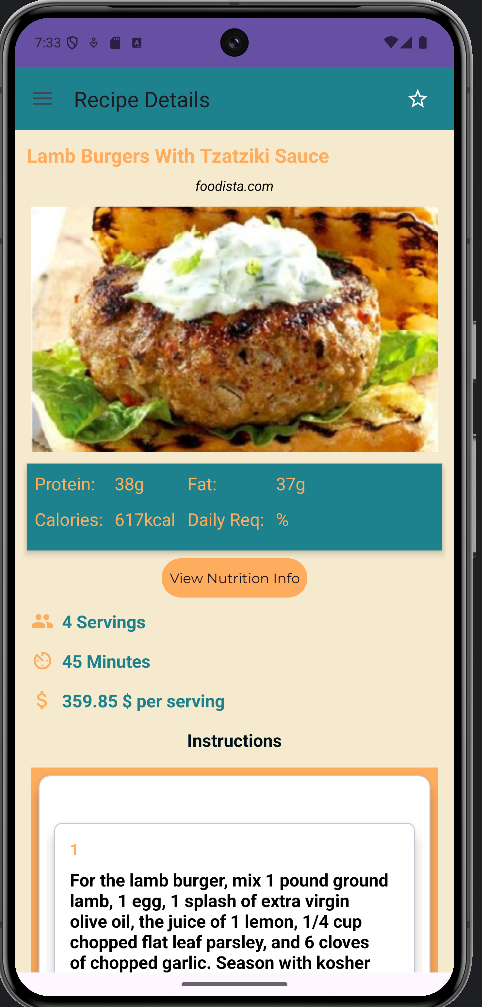 7:33
Recipe Details
Lamb Burgers With Tzatziki Sauce
foodista.com
Protein: 38g Fat: 37g
Calories: 617kcal Daily Req: %
View Nutrition Info
4 Servings
45 Minutes
$ 359.85 $ per serving
Instructions
1
For the lamb burger, mix 1 pound ground
lamb, 1 egg, 1 splash of extra virgin
olive oil, the juice of 1 lemon, 1/4 cup
chopped flat leaf parsley, and 6 cloves
of chopped garlic. Season with kosher